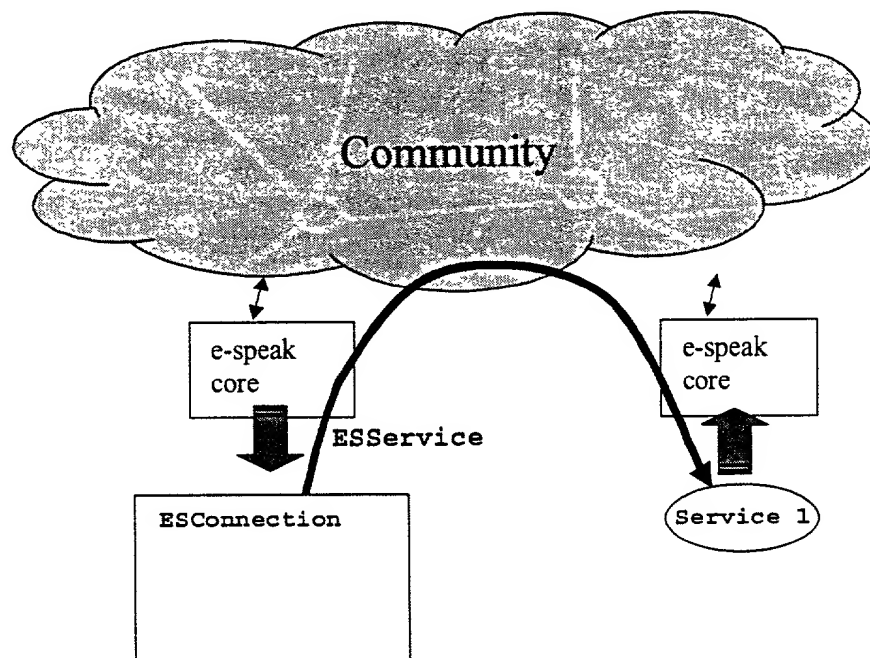 Community
e-speak
core
e-speak
core
ESService
ESConnection
Service 1